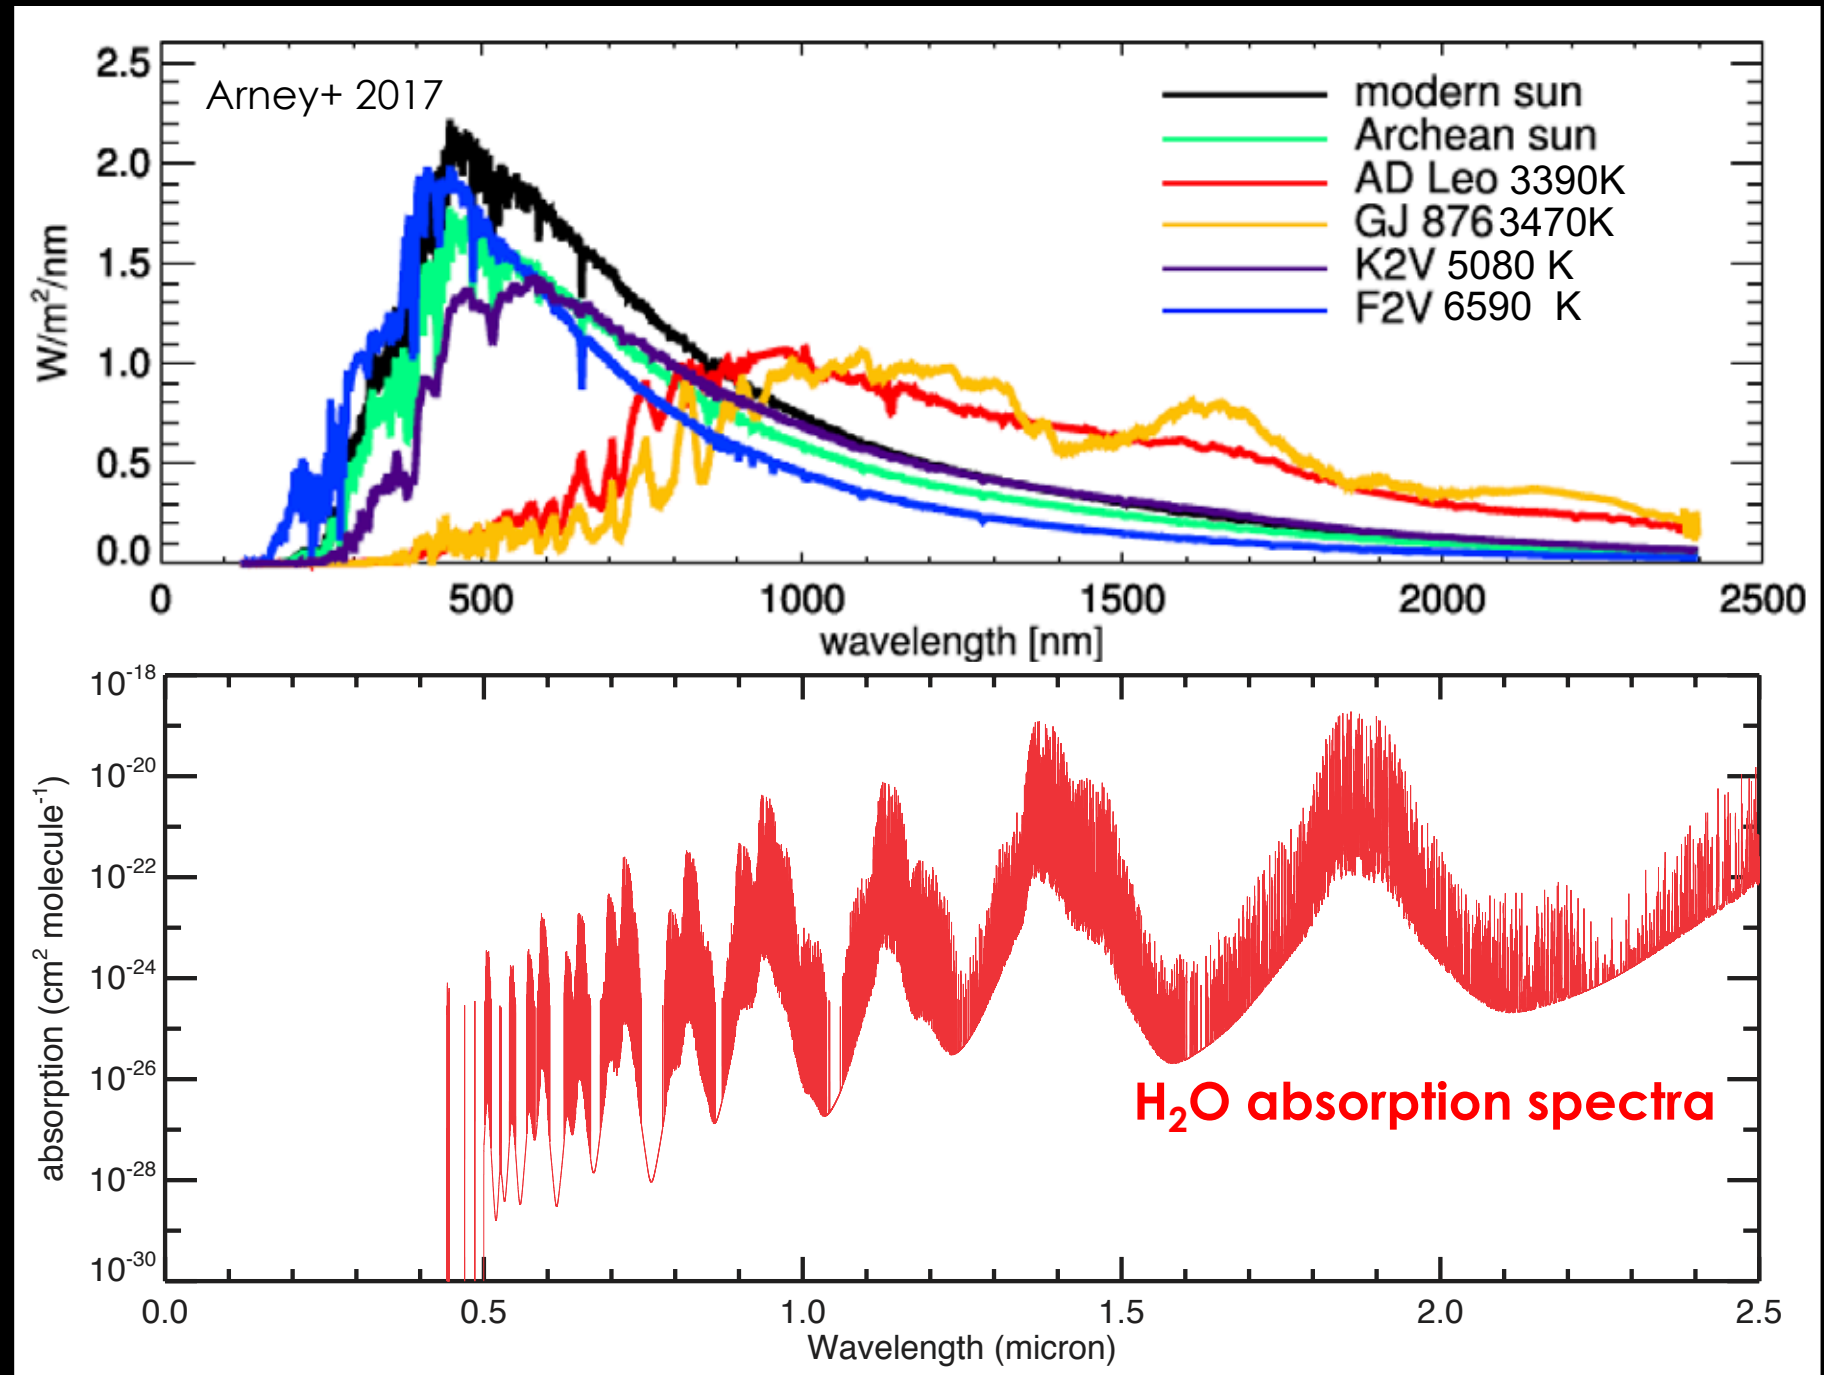 Arney+ 2017
modern sun
Archean sun
AD Leo 3390K
GJ 876 3470K
K2V 5080 K
F2V 6590 K
W/m²/nm
2.5
2.0
1.5
1.0
0.5
0.0
0 500 1000 1500 2000 2500
wavelength [nm]
absorption (cm² molecule⁻¹)
10⁻¹⁸
10⁻²⁰
10⁻²²
10⁻²⁴
10⁻²⁶
10⁻²⁸
10⁻³⁰
H₂O absorption spectra
0.0 0.5 1.0 1.5 2.0 2.5
Wavelength (micron)